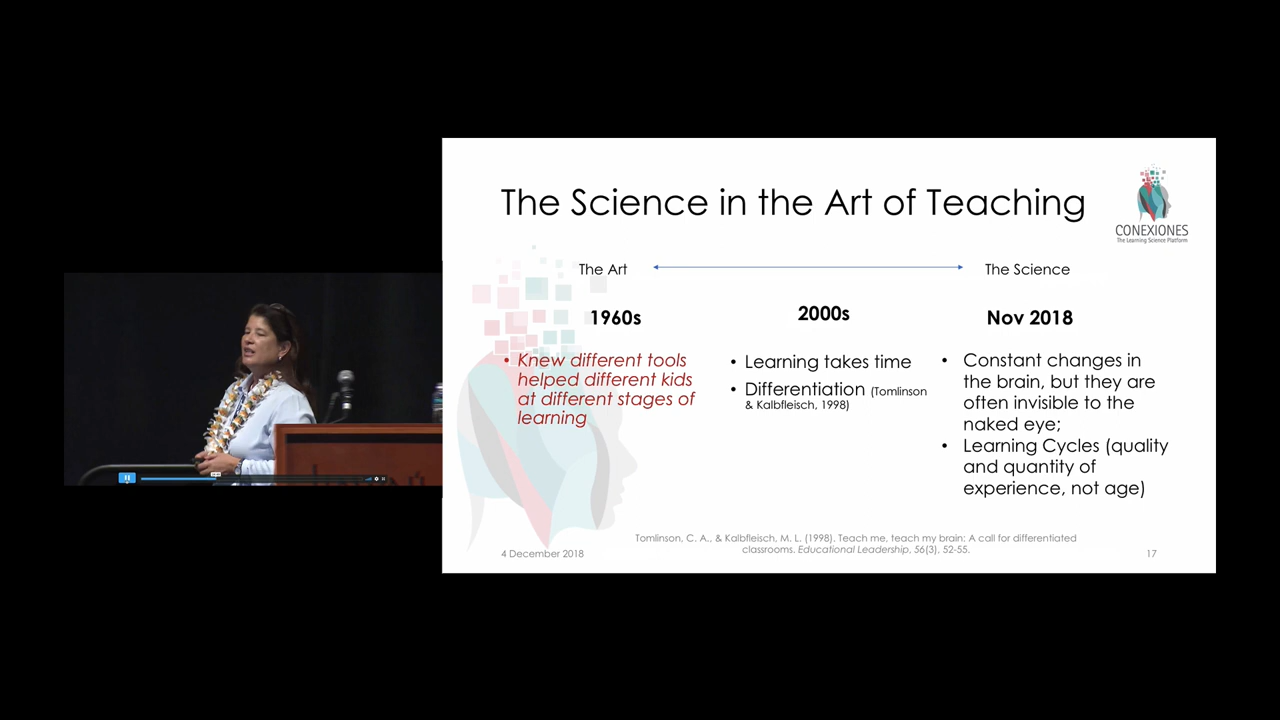 The Science in the Art of Teaching
CONEXIONES
The Learning Science Platform
The Art
The Science
1960s
2000s
Nov 2018
• Knew different tools
helped different kids
at different stages of
learning
• Learning takes time
• Differentiation (Tomlinson
& Kalbfleisch, 1998)
• Constant changes in
the brain, but they are
often invisible to the
naked eye;
• Learning Cycles (quality
and quantity of
experience, not age)
Tomlinson, C. A., & Kalbfleisch, M. L. (1998). Teach me, teach my brain: A call for differentiated
classrooms. Educational Leadership, 56(3), 52-55.
4 December 2018
17